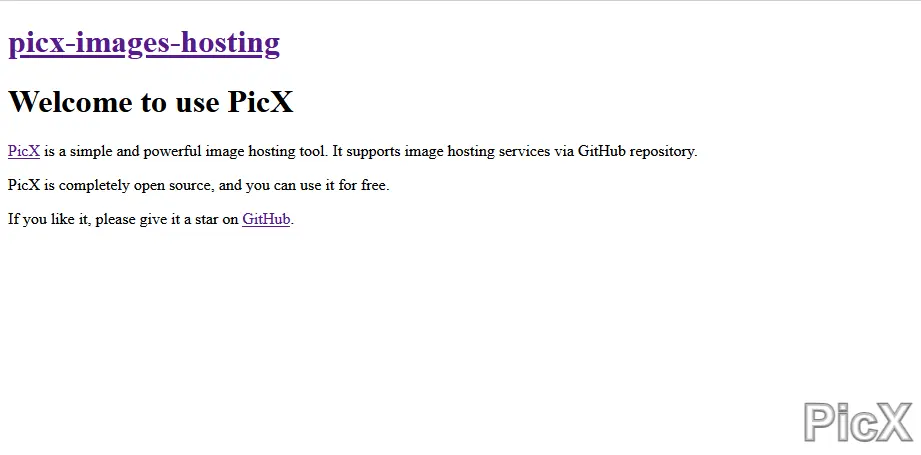 picx-images-hosting
Welcome to use PicX
PicX is a simple and powerful image hosting tool. It supports image hosting services via GitHub repository.
PicX is completely open source, and you can use it for free.
If you like it, please give it a star on GitHub.
PicX